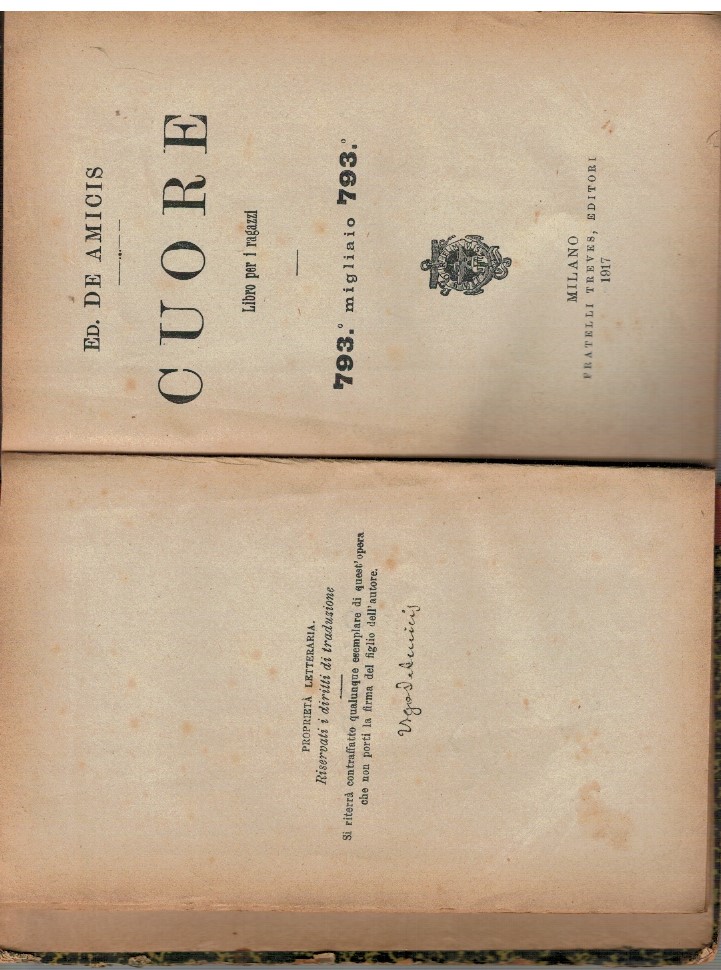 PROPRIETÀ LETTERARIA.
Riservati i diritti di traduzione
Si riterrà contraffatto qualunque esemplare di quest'opera
che non porti la firma del figlio dell'autore.
Ugo De Amicis
ED. DE AMICIS
CUORE
Libro per i ragazzi
793.º migliaio 793.º
MILANO
FRATELLI TREVES, EDITORI
1917